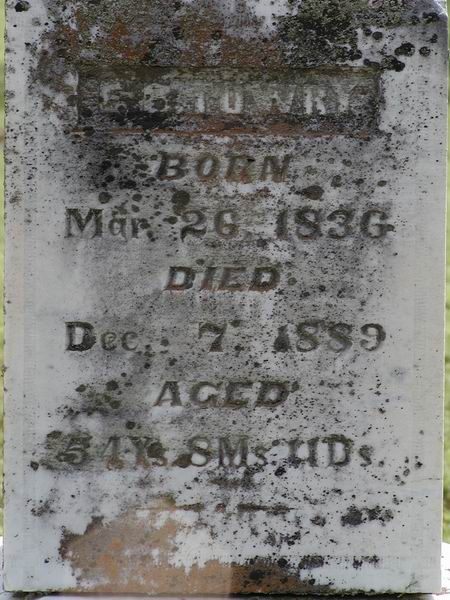 TOWRY
BORN
Mar. 26, 1836
DIED
Dec. 7, 1889
AGED
54Ys. 8Ms. 11Ds.